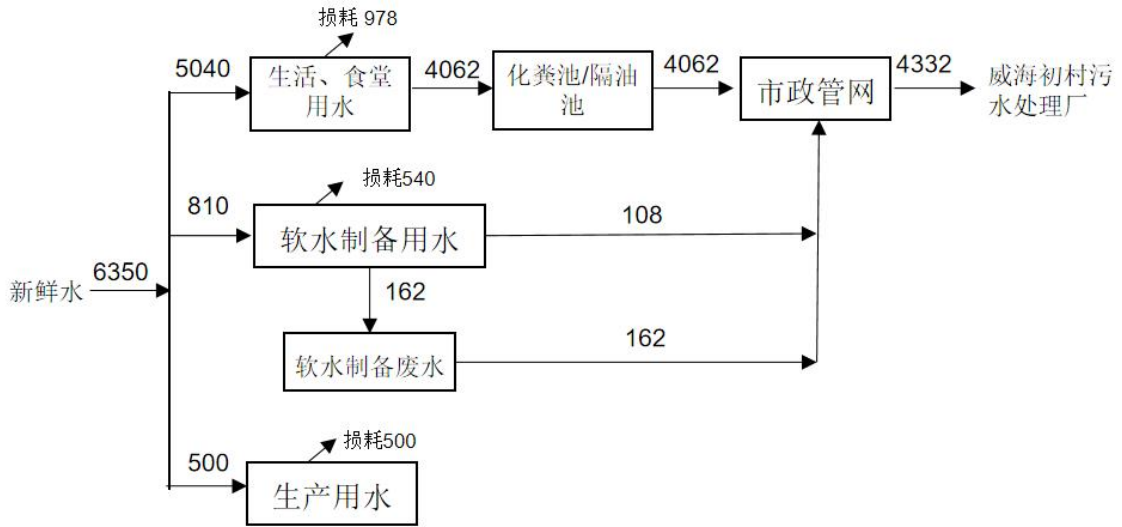 损耗 978
5040
生活、食堂
用水
4062
化粪池/隔油
池
4062
市政管网
4332
威海初村污
水处理厂
损耗540
810
软水制备用水
108
新鲜水
6350
162
软水制备废水
162
损耗500
500
生产用水